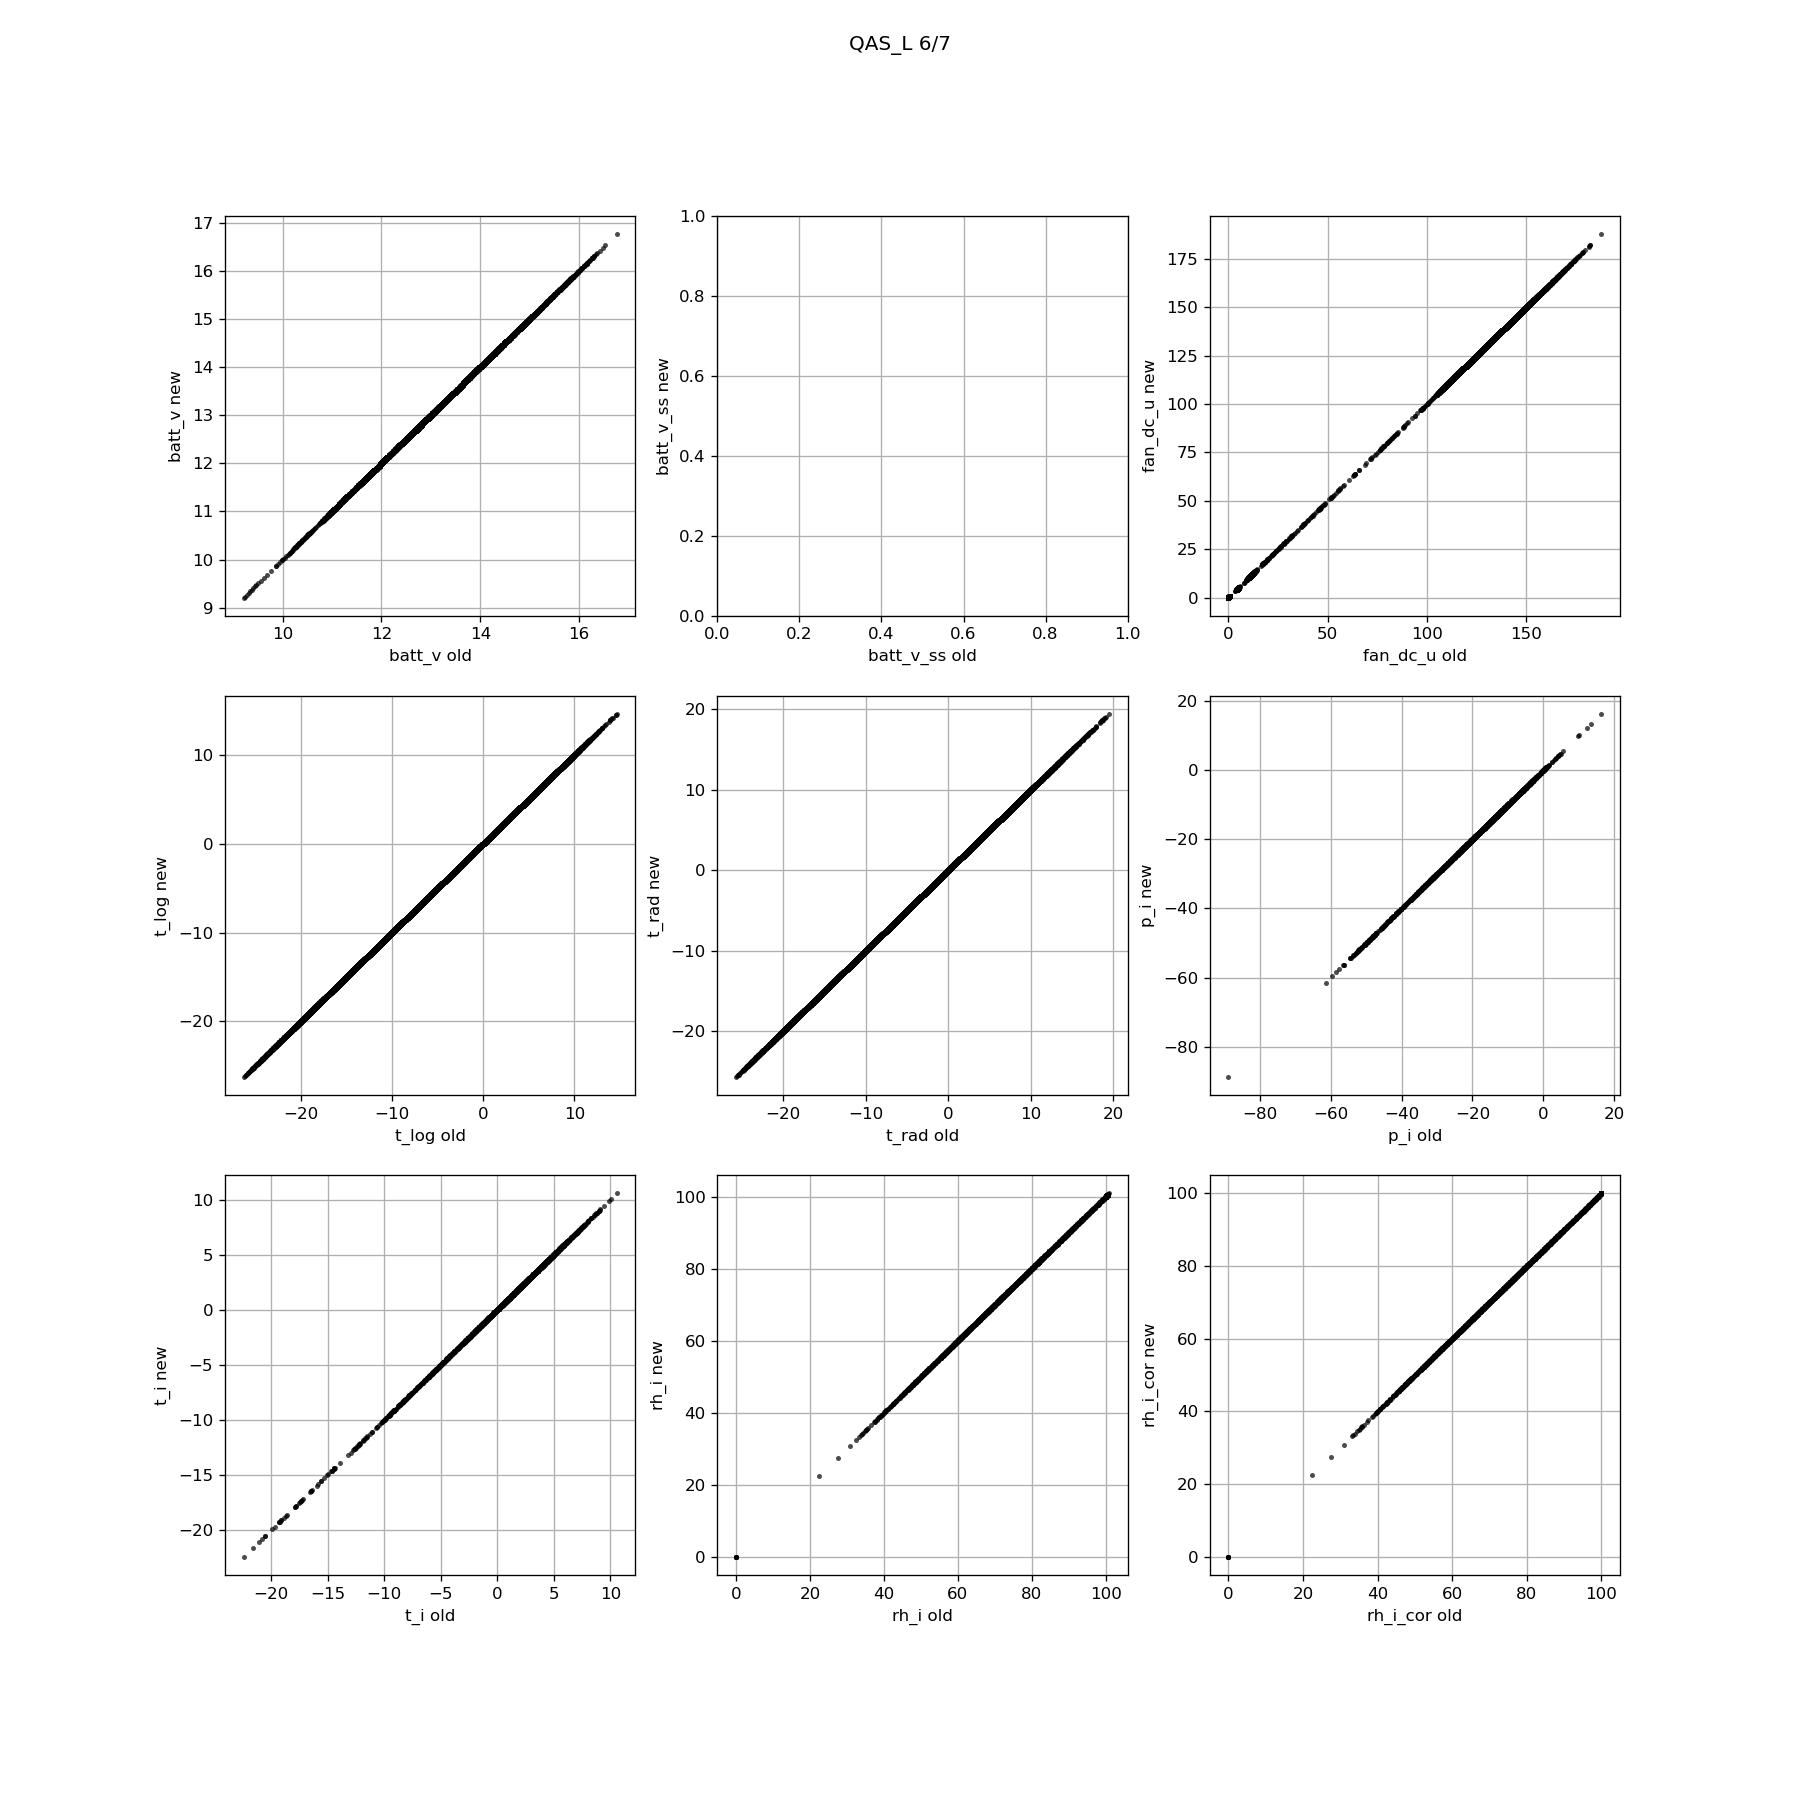 QAS_L 6/7
17
16
15
14
13
12
11
10
9
batt_v new
10 12 14 16
batt_v old
1.0
0.8
0.6
0.4
0.2
0.0
batt_v_ss new
0.0 0.2 0.4 0.6 0.8 1.0
batt_v_ss old
175
150
125
100
75
50
25
0
fan_dc_u new
0 50 100 150
fan_dc_u old
10
0
−10
−20
t_log new
−20 −10 0 10
t_log old
20
10
0
−10
−20
t_rad new
−20 −10 0 10 20
t_rad old
20
0
−20
−40
−60
−80
p_i new
−80 −60 −40 −20 0 20
p_i old
10
5
0
−5
−10
−15
−20
t_i new
−20 −15 −10 −5 0 5 10
t_i old
100
80
60
40
20
0
rh_i new
0 20 40 60 80 100
rh_i old
100
80
60
40
20
0
rh_i_cor new
0 20 40 60 80 100
rh_i_cor old